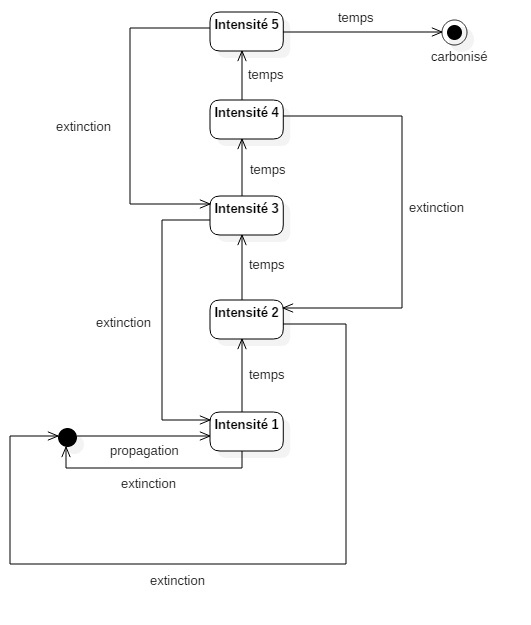 Intensité 5
temps
carbonisé
temps
Intensité 4
extinction
temps
Intensité 3
extinction
temps
extinction
Intensité 2
temps
Intensité 1
propagation
extinction
extinction